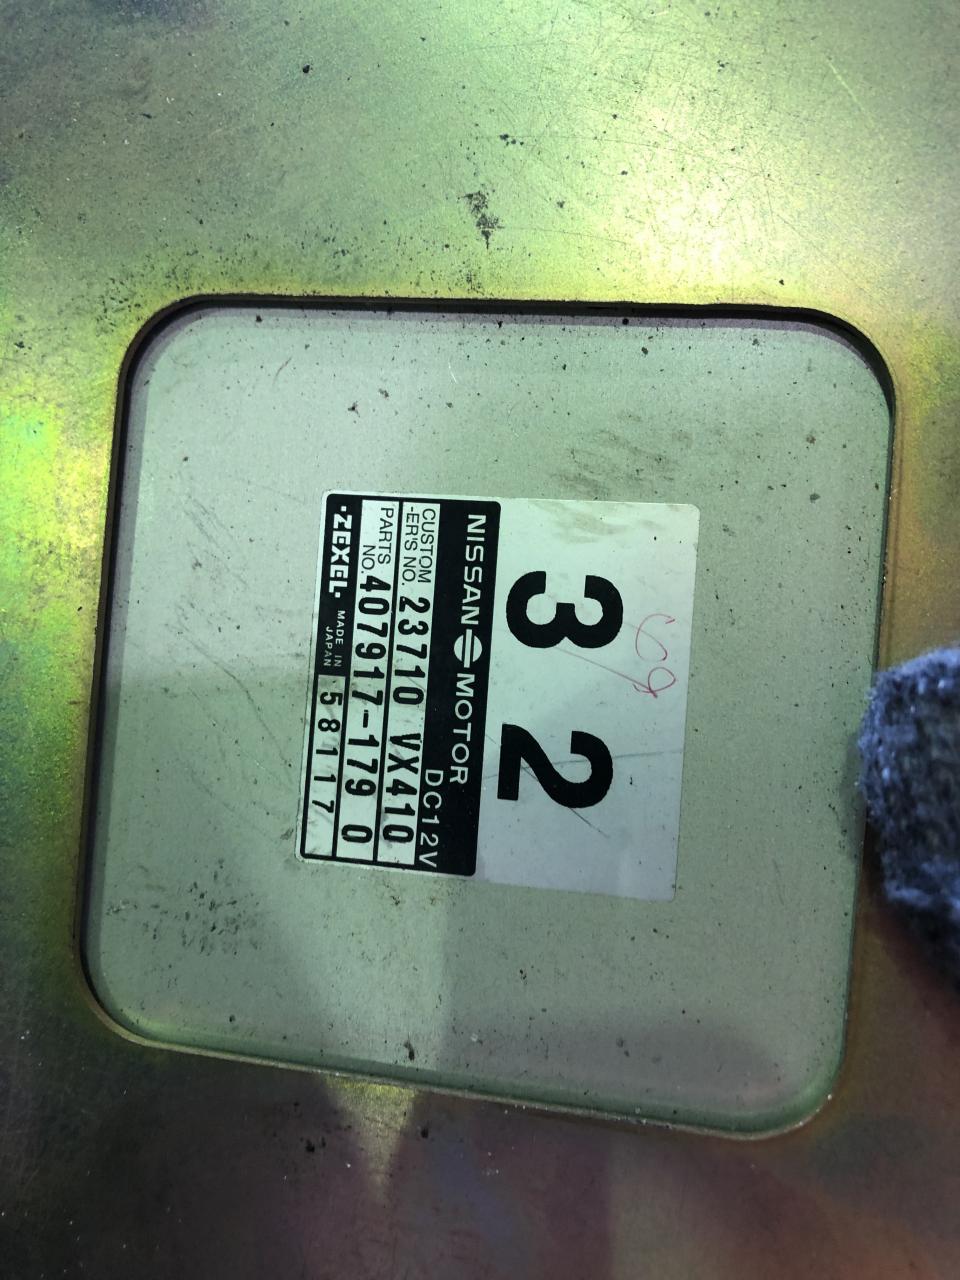 32
NISSAN MOTOR
DC12V
CUSTOM
-ER'S NO. 23710 VX410
PARTS
NO. 407917-179 0
·ZEXEL· MADE IN
JAPAN 58117